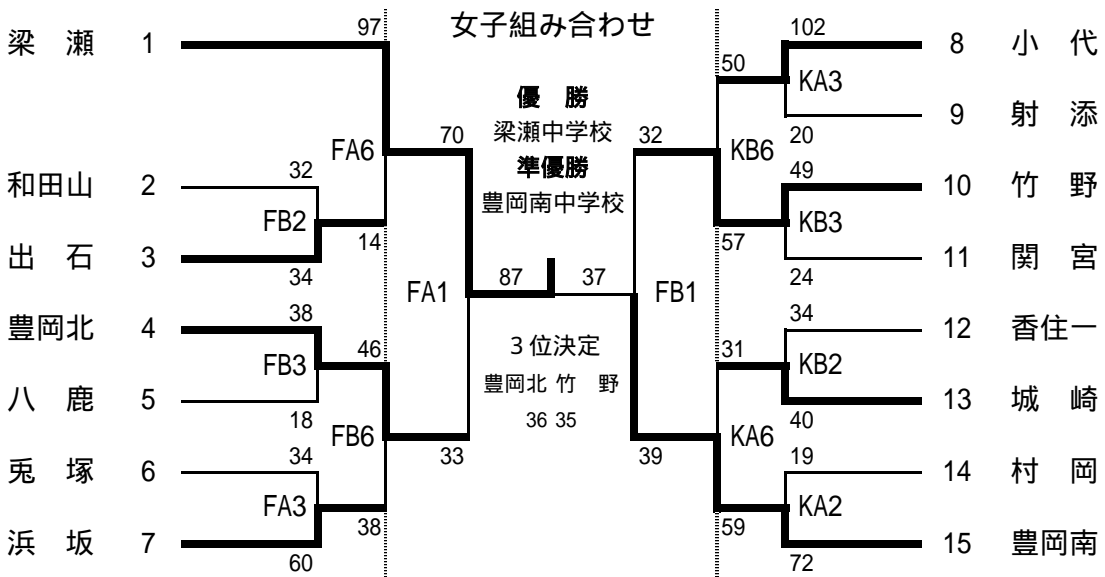 女子組み合わせ
優　勝
梁瀬中学校
準優勝
豊岡南中学校
87 37
３位決定
豊岡北 竹　野
36 35
梁　瀬 1
和田山 2
出　石 3
豊岡北 4
八　鹿 5
兎　塚 6
浜　坂 7
97
FA6
32
FB2
14
34
38
FB3
46
18
FB6
34
FA3
38
60
70
FA1
33
32
FB1
39
102
50
KA3
20
KB6
49
KB3
57
24
34
31
KB2
40
KA6
19
KA2
59
72
8 小　代
9 射　添
10 竹　野
11 関　宮
12 香住一
13 城　崎
14 村　岡
15 豊岡南